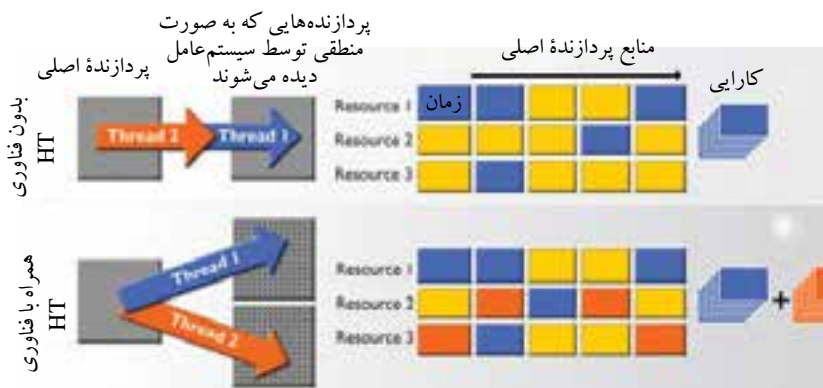 پردازنده‌هایی که به صورت
منطقی توسط سیستم‌عامل
دیده می‌شوند
پردازندهٔ اصلی
منابع پردازندهٔ اصلی
کارایی
بدون فناوری
HT
Thread 2
Thread 1
Resource 1
زمان
Resource 2
Resource 3
همراه با فناوری
HT
Thread 1
Thread 2
Resource 1
Resource 2
Resource 3
+